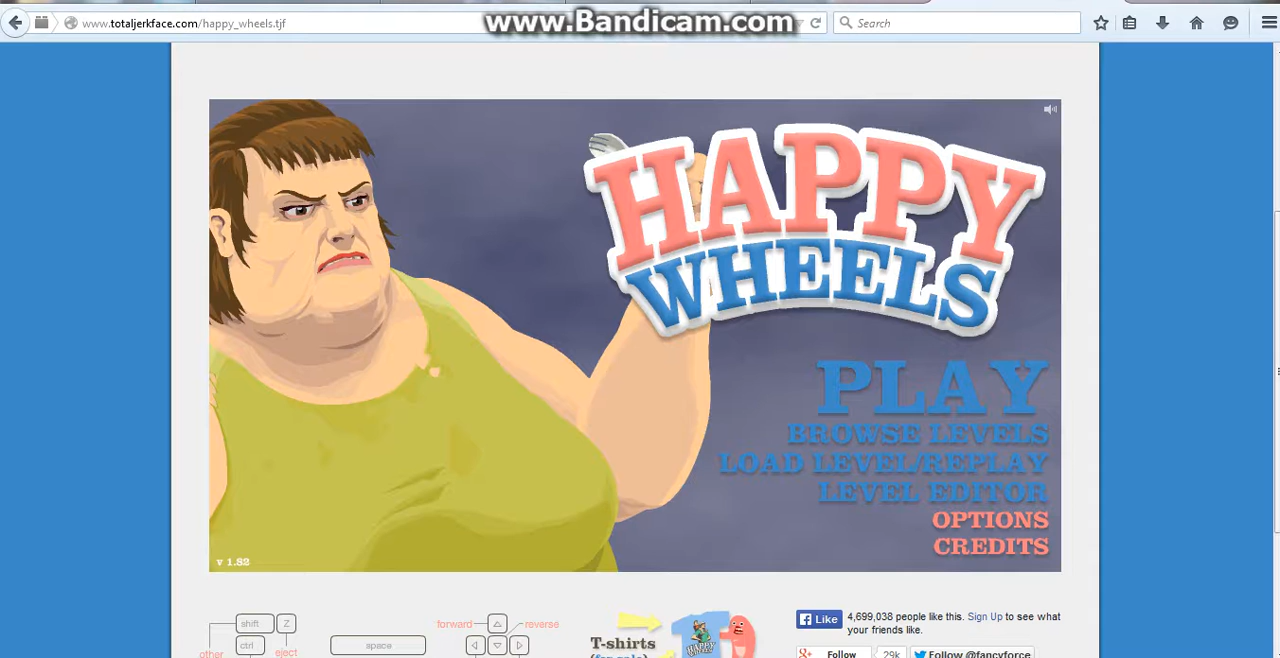 www.totaljerkface.com/happy_wheels.tjf
www.Bandicam.com
Search
HAPPY
WHEELS
PLAY
BROWSE LEVELS
LOAD LEVEL/REPLAY
LEVEL EDITOR
OPTIONS
CREDITS
v 1.82
shift
Z
forward
reverse
ctrl
space
other
eject
T-shirts
HAPPY
Like
4,699,038 people like this. Sign Up to see what
your friends like.
Follow
29k
Follow @fancyforce